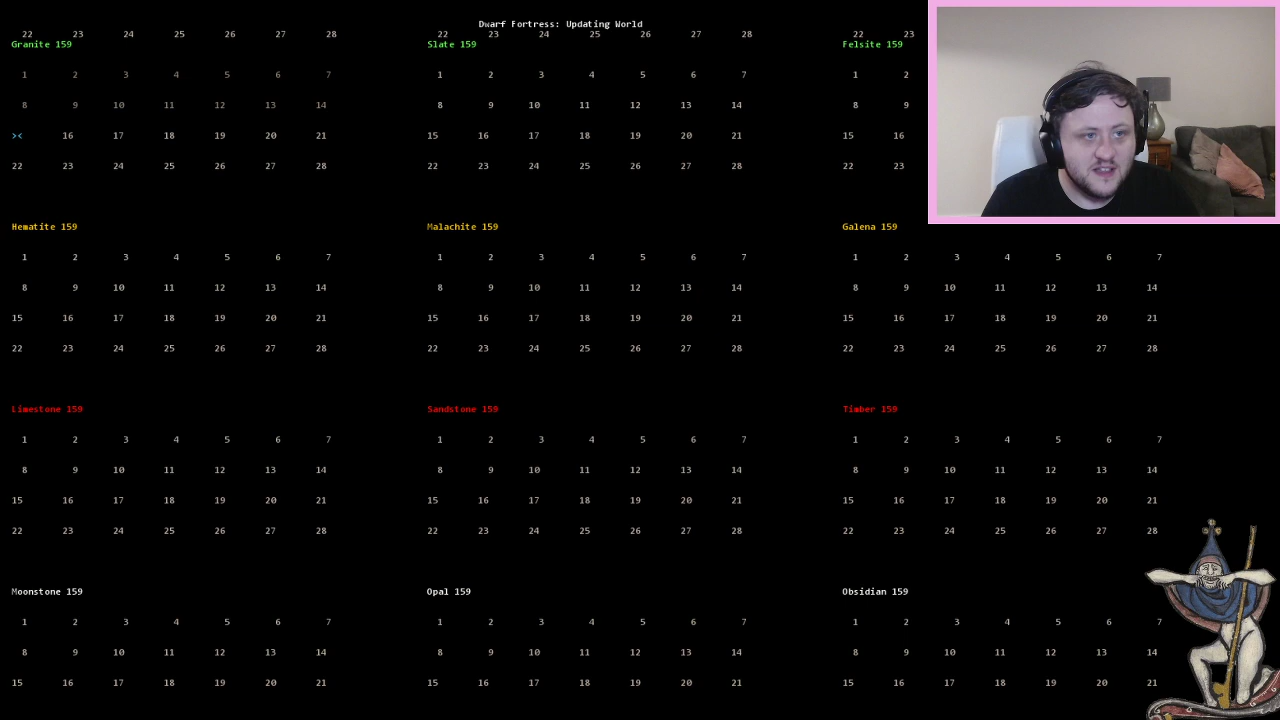 Dwarf Fortress: Updating World
22 23 24 25 26 27 28 22 23 24 25 26 27 28 22 23
Granite 159 Slate 159 Felsite 159
1 2 3 4 5 6 7 1 2 3 4 5 6 7 1 2
8 9 10 11 12 13 14 8 9 10 11 12 13 14 8 9
>< 16 17 18 19 20 21 15 16 17 18 19 20 21 15 16
22 23 24 25 26 27 28 22 23 24 25 26 27 28 22 23
Hematite 159 Malachite 159 Galena 159
1 2 3 4 5 6 7 1 2 3 4 5 6 7 1 2 3 4 5 6 7
8 9 10 11 12 13 14 8 9 10 11 12 13 14 8 9 10 11 12 13 14
15 16 17 18 19 20 21 15 16 17 18 19 20 21 15 16 17 18 19 20 21
22 23 24 25 26 27 28 22 23 24 25 26 27 28 22 23 24 25 26 27 28
Limestone 159 Sandstone 159 Timber 159
1 2 3 4 5 6 7 1 2 3 4 5 6 7 1 2 3 4 5 6 7
8 9 10 11 12 13 14 8 9 10 11 12 13 14 8 9 10 11 12 13 14
15 16 17 18 19 20 21 15 16 17 18 19 20 21 15 16 17 18 19 20 21
22 23 24 25 26 27 28 22 23 24 25 26 27 28 22 23 24 25 26 27 28
Moonstone 159 Opal 159 Obsidian 159
1 2 3 4 5 6 7 1 2 3 4 5 6 7 1 2 3 4 5 6 7
8 9 10 11 12 13 14 8 9 10 11 12 13 14 8 9 10 11 12 13 14
15 16 17 18 19 20 21 15 16 17 18 19 20 21 15 16 17 18 19 20 21